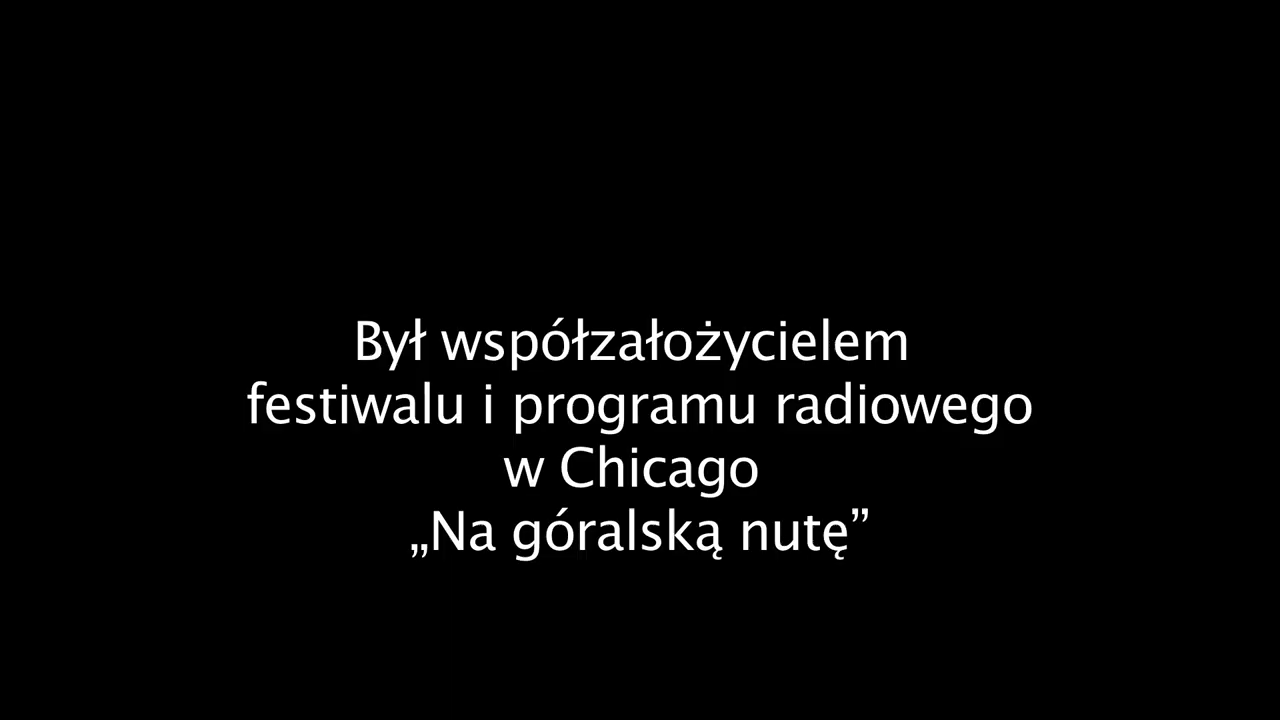 Był współzałożycielem
festiwalu i programu radiowego
w Chicago
„Na góralską nutę”